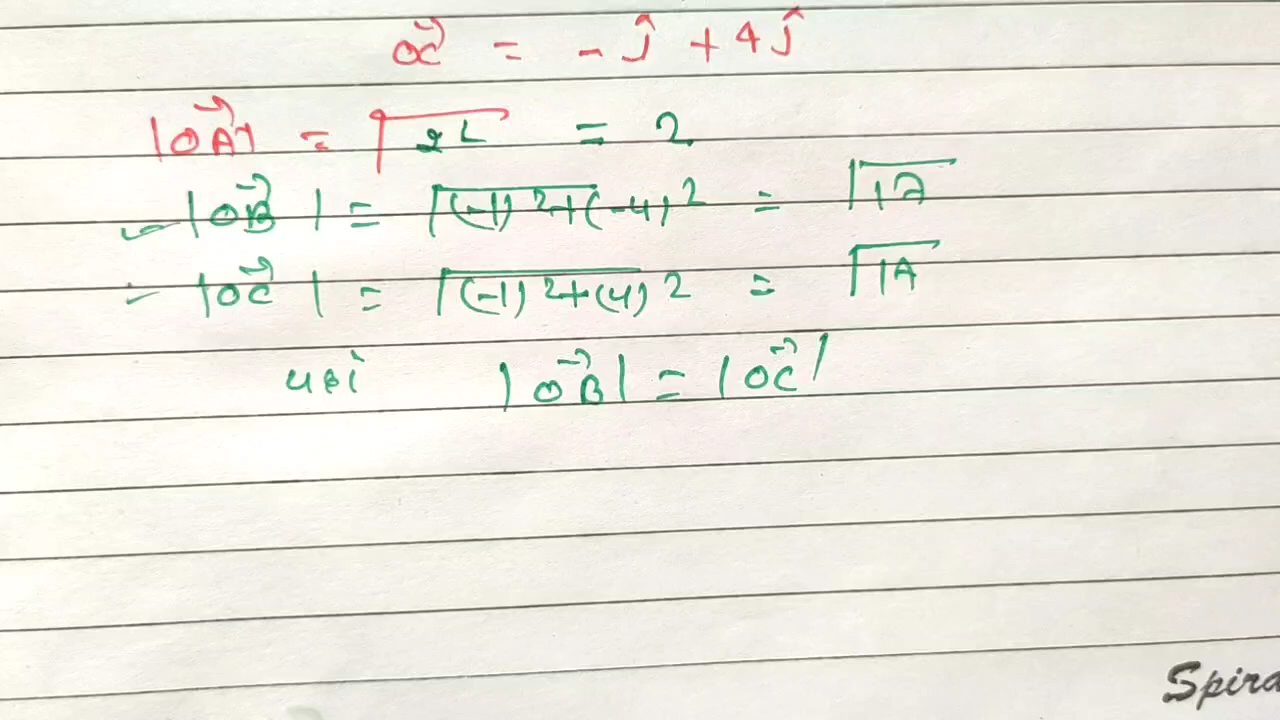 OC⃗ = - ĵ + 4ĵ
|OA⃗| = √2² = 2
|OB⃗| = √(-1)²+(-4)² = √17
|OC⃗| = √(-1)²+(4)² = √17
यहाँ |OB⃗| = |OC⃗|
Spira